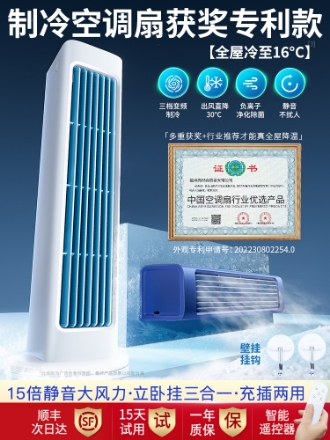 制冷空调扇获奖专利款
【全屋冷至16°C】
三档变频
制冷
出风直降
30°C
负离子
净化除菌
静音
不扰人
「多重获奖+行业推荐才能真全屋降温」
证书
中国空调扇行业优选产品
外观专利申请号:202230802254.0
壁挂
挂钩
15倍静音大风力·立卧挂三合一·充插两用
顺丰
次日达
SF
15天
试用
试
一年
质保
保
智能
遥控器